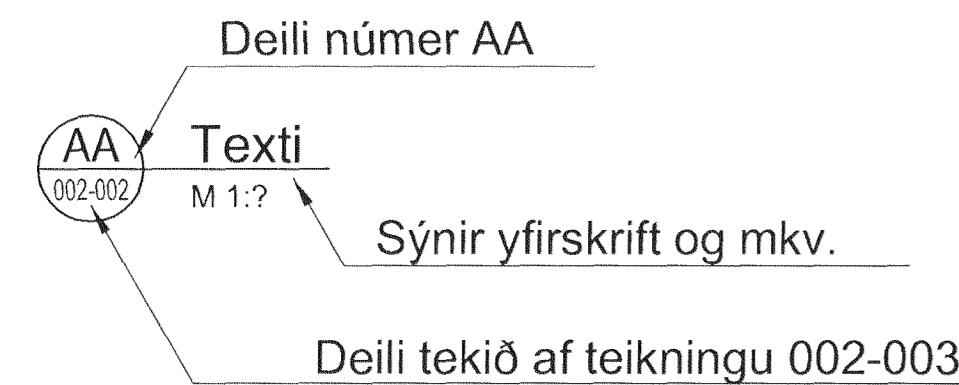 Deili númer AA
AA Texti
002-002 M 1:?
Sýnir yfirskrift og mkv.
Deili tekið af teikningu 002-003